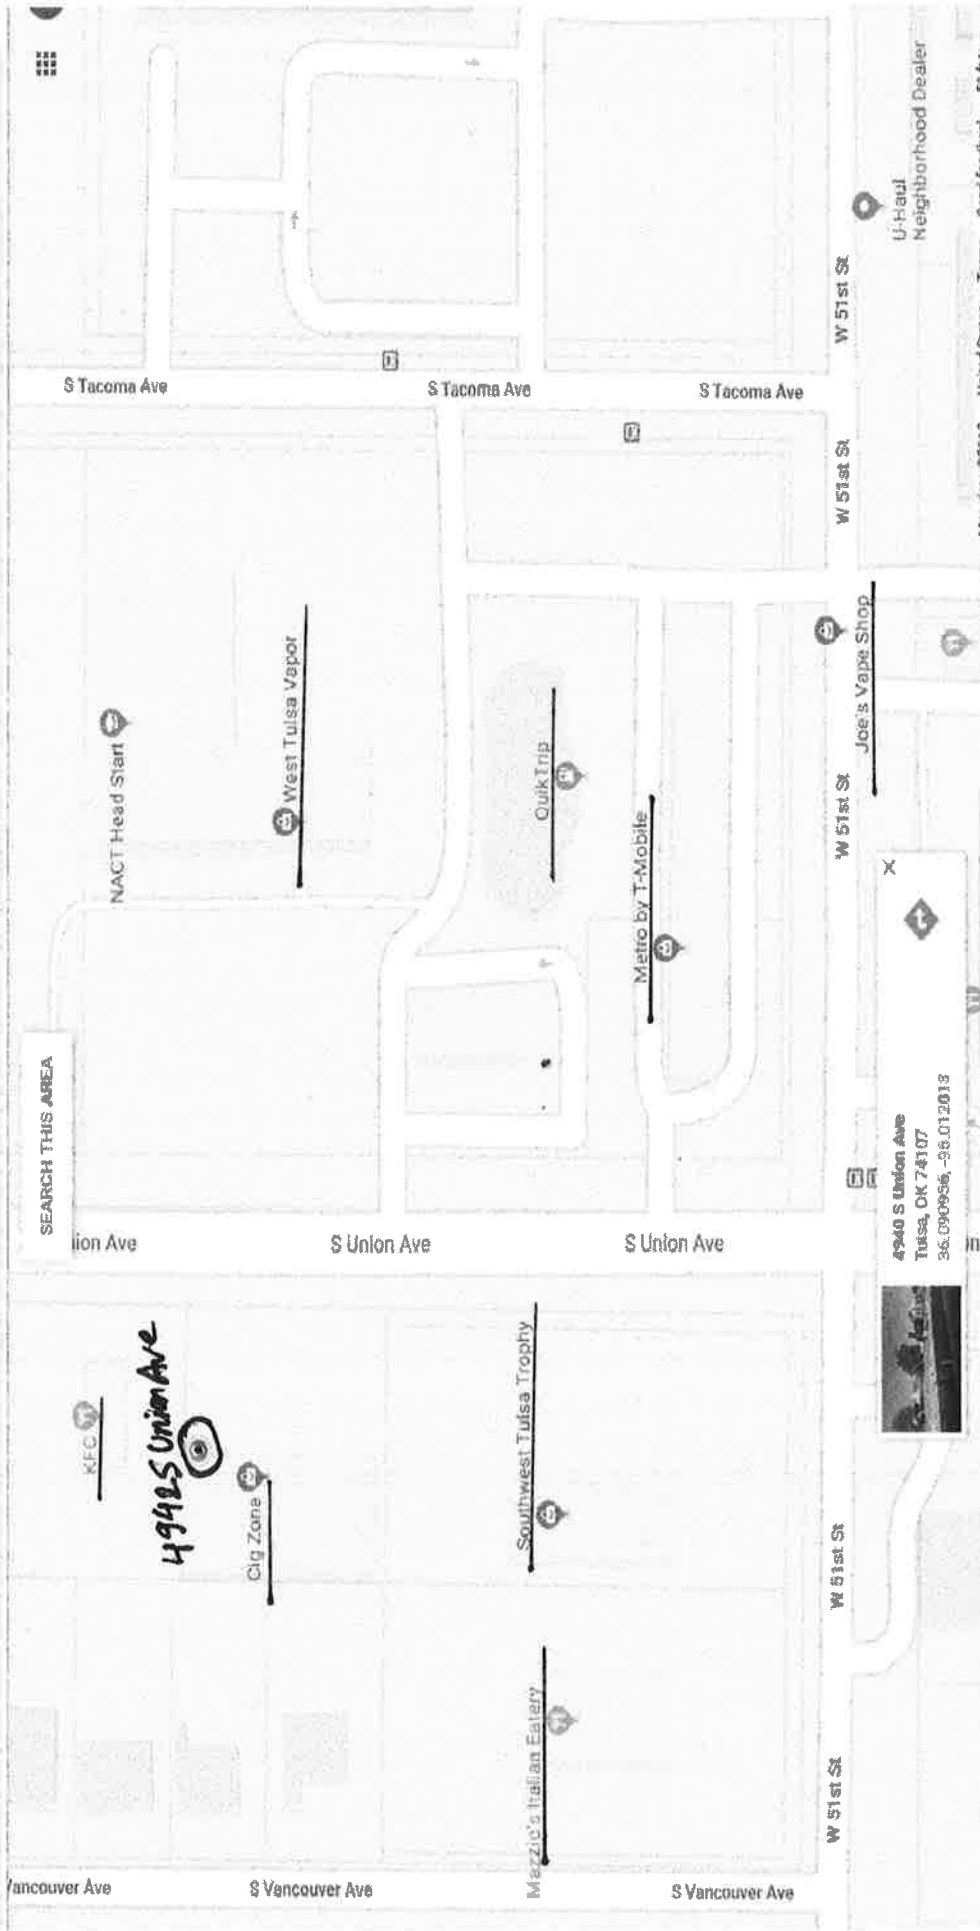 SEARCH THIS AREA
S Tacoma Ave
S Tacoma Ave
S Tacoma Ave
NACT Head Start
West Tulsa Vapor
QuikTrip
Metro by T-Mobile
W 51st St
W 51st St
W 51st St
Joe's Vape Shop
U-Haul
Neighborhood Dealer
ion Ave
S Union Ave
S Union Ave
KFC
4942 S Union Ave
Cig Zone
Southwest Tulsa Trophy
Mazzio's Italian Eatery
W 51st St
W 51st St
ancouver Ave
S Vancouver Ave
S Vancouver Ave
4940 S Union Ave
Tulsa, OK 74107
36.090956, -96.012013
X